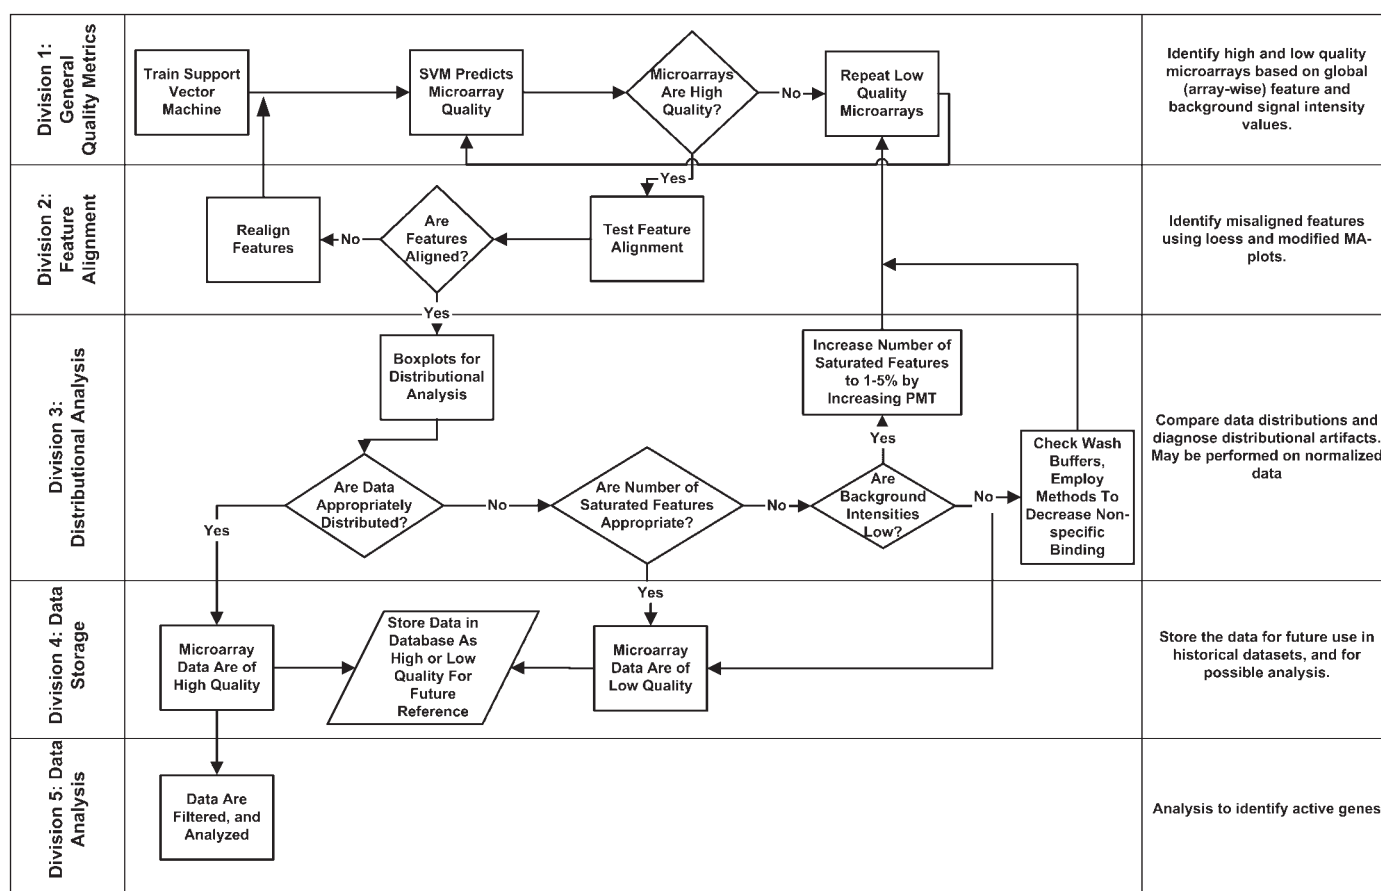 Division 1:
General
Quality Metrics
Train Support
Vector
Machine
SVM Predicts
Microarray
Quality
Microarrays
Are High
Quality?
No
Repeat Low
Quality
Microarrays
Identify high and low quality
microarrays based on global
(array-wise) feature and
background signal intensity
values.
Yes
Division 2:
Feature
Alignment
Realign
Features
No
Are
Features
Aligned?
Test Feature
Alignment
Identify misaligned features
using loess and modified MA-
plots.
Yes
Division 3:
Distributional Analysis
Boxplots for
Distributional
Analysis
Increase Number of
Saturated Features
to 1-5% by
Increasing PMT
Yes
Are Data
Appropriately
Distributed?
No
Are Number of
Saturated Features
Appropriate?
No
Are
Background
Intensities
Low?
No
Check Wash
Buffers,
Employ
Methods To
Decrease Non-
specific
Binding
Compare data distributions and
diagnose distributional artifacts.
May be performed on normalized
data
Yes
Yes
Division 4: Data
Storage
Microarray
Data Are of
High Quality
Store Data in
Database As
High or Low
Quality For
Future
Reference
Microarray
Data Are of
Low Quality
Store the data for future use in
historical datasets, and for
possible analysis.
Division 5: Data
Analysis
Data Are
Filtered, and
Analyzed
Analysis to identify active genes